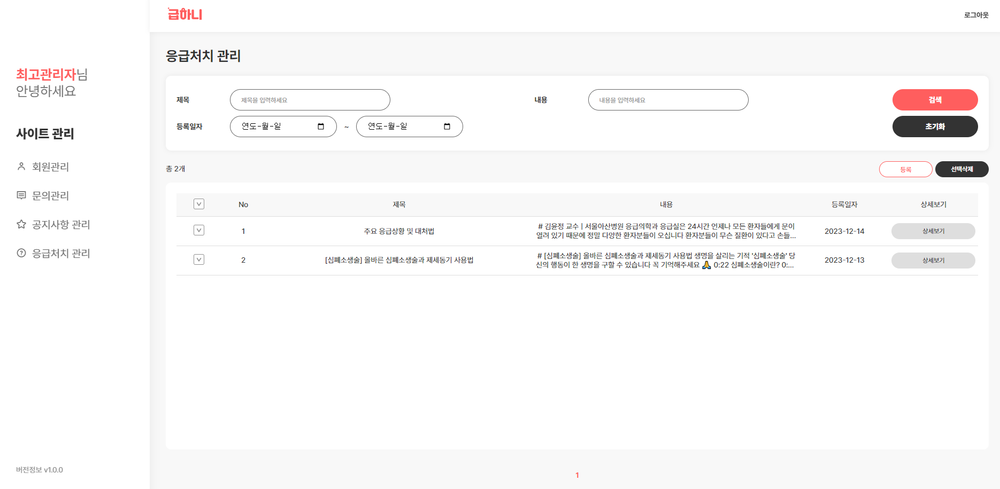 급하니
로그아웃
최고관리자님
안녕하세요
사이트 관리
회원관리
문의관리
공지사항 관리
응급처치 관리
버전정보 v1.0.0
응급처치 관리
제목 제목을 입력하세요 내용 내용을 입력하세요 검색
등록일자 연도-월-일 ~ 연도-월-일 초기화
총 2개 등록 선택삭제
No 제목 내용 등록일자 상세보기
1 주요 응급상황 및 대처법 # 김윤정 교수 | 서울아산병원 응급의학과 응급실은 24시간 언제나 모든 환자들에게 문이 2023-12-14 상세보기
열려 있기 때문에 정말 다양한 환자분들이 오십니다 환자분들이 무슨 질환이 있다고 손들...
2 [심폐소생술] 올바른 심폐소생술과 제세동기 사용법 # [심폐소생술] 올바른 심폐소생술과 제세동기 사용법 생명을 살리는 기적 '심폐소생술' 당 2023-12-13 상세보기
신의 행동이 한 생명을 구할 수 있습니다 꼭 기억해주세요 🙏 0:22 심폐소생술이란? 0:...
1